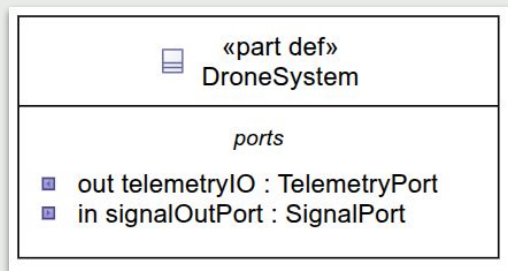 «part def»
DroneSystem
ports
out telemetryIO : TelemetryPort
in signalOutPort : SignalPort